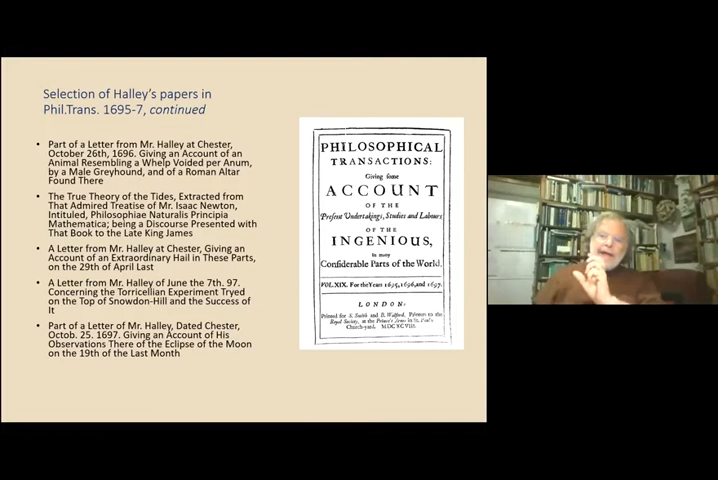 Selection of Halley's papers in
Phil.Trans. 1695-7, continued
• Part of a Letter from Mr. Halley at Chester,
October 26th, 1696. Giving an Account of an
Animal Resembling a Whelp Voided per Anum,
by a Male Greyhound, and of a Roman Altar
Found There
• The True Theory of the Tides, Extracted from
That Admired Treatise of Mr. Isaac Newton,
Intituled, Philosophiae Naturalis Principia
Mathematica; being a Discourse Presented with
That Book to the Late King James
• A Letter from Mr. Halley at Chester, Giving an
Account of an Extraordinary Hail in These Parts,
on the 29th of April Last
• A Letter from Mr. Halley of June the 7th. 97.
Concerning the Torricellian Experiment Tryed
on the Top of Snowdon-Hill and the Success of
It
• Part of a Letter of Mr. Halley, Dated Chester,
Octob. 25. 1697. Giving an Account of His
Observations There of the Eclipse of the Moon
on the 19th of the Last Month
PHILOSOPHICAL
TRANSACTIONS:
Giving some
ACCOUNT
OF THE
Present Undertakings, Studies and Labours
OF THE
INGENIOUS,
in many
Considerable Parts of the World.
VOL. XIX. For the Years 1695, 1696, and 1697.
LONDON:
Printed for S. Smith and B. Walford, Printers to the
Royal Society, at the Prince's Arms in St. Paul's
Church-yard. MDCXCVIII.